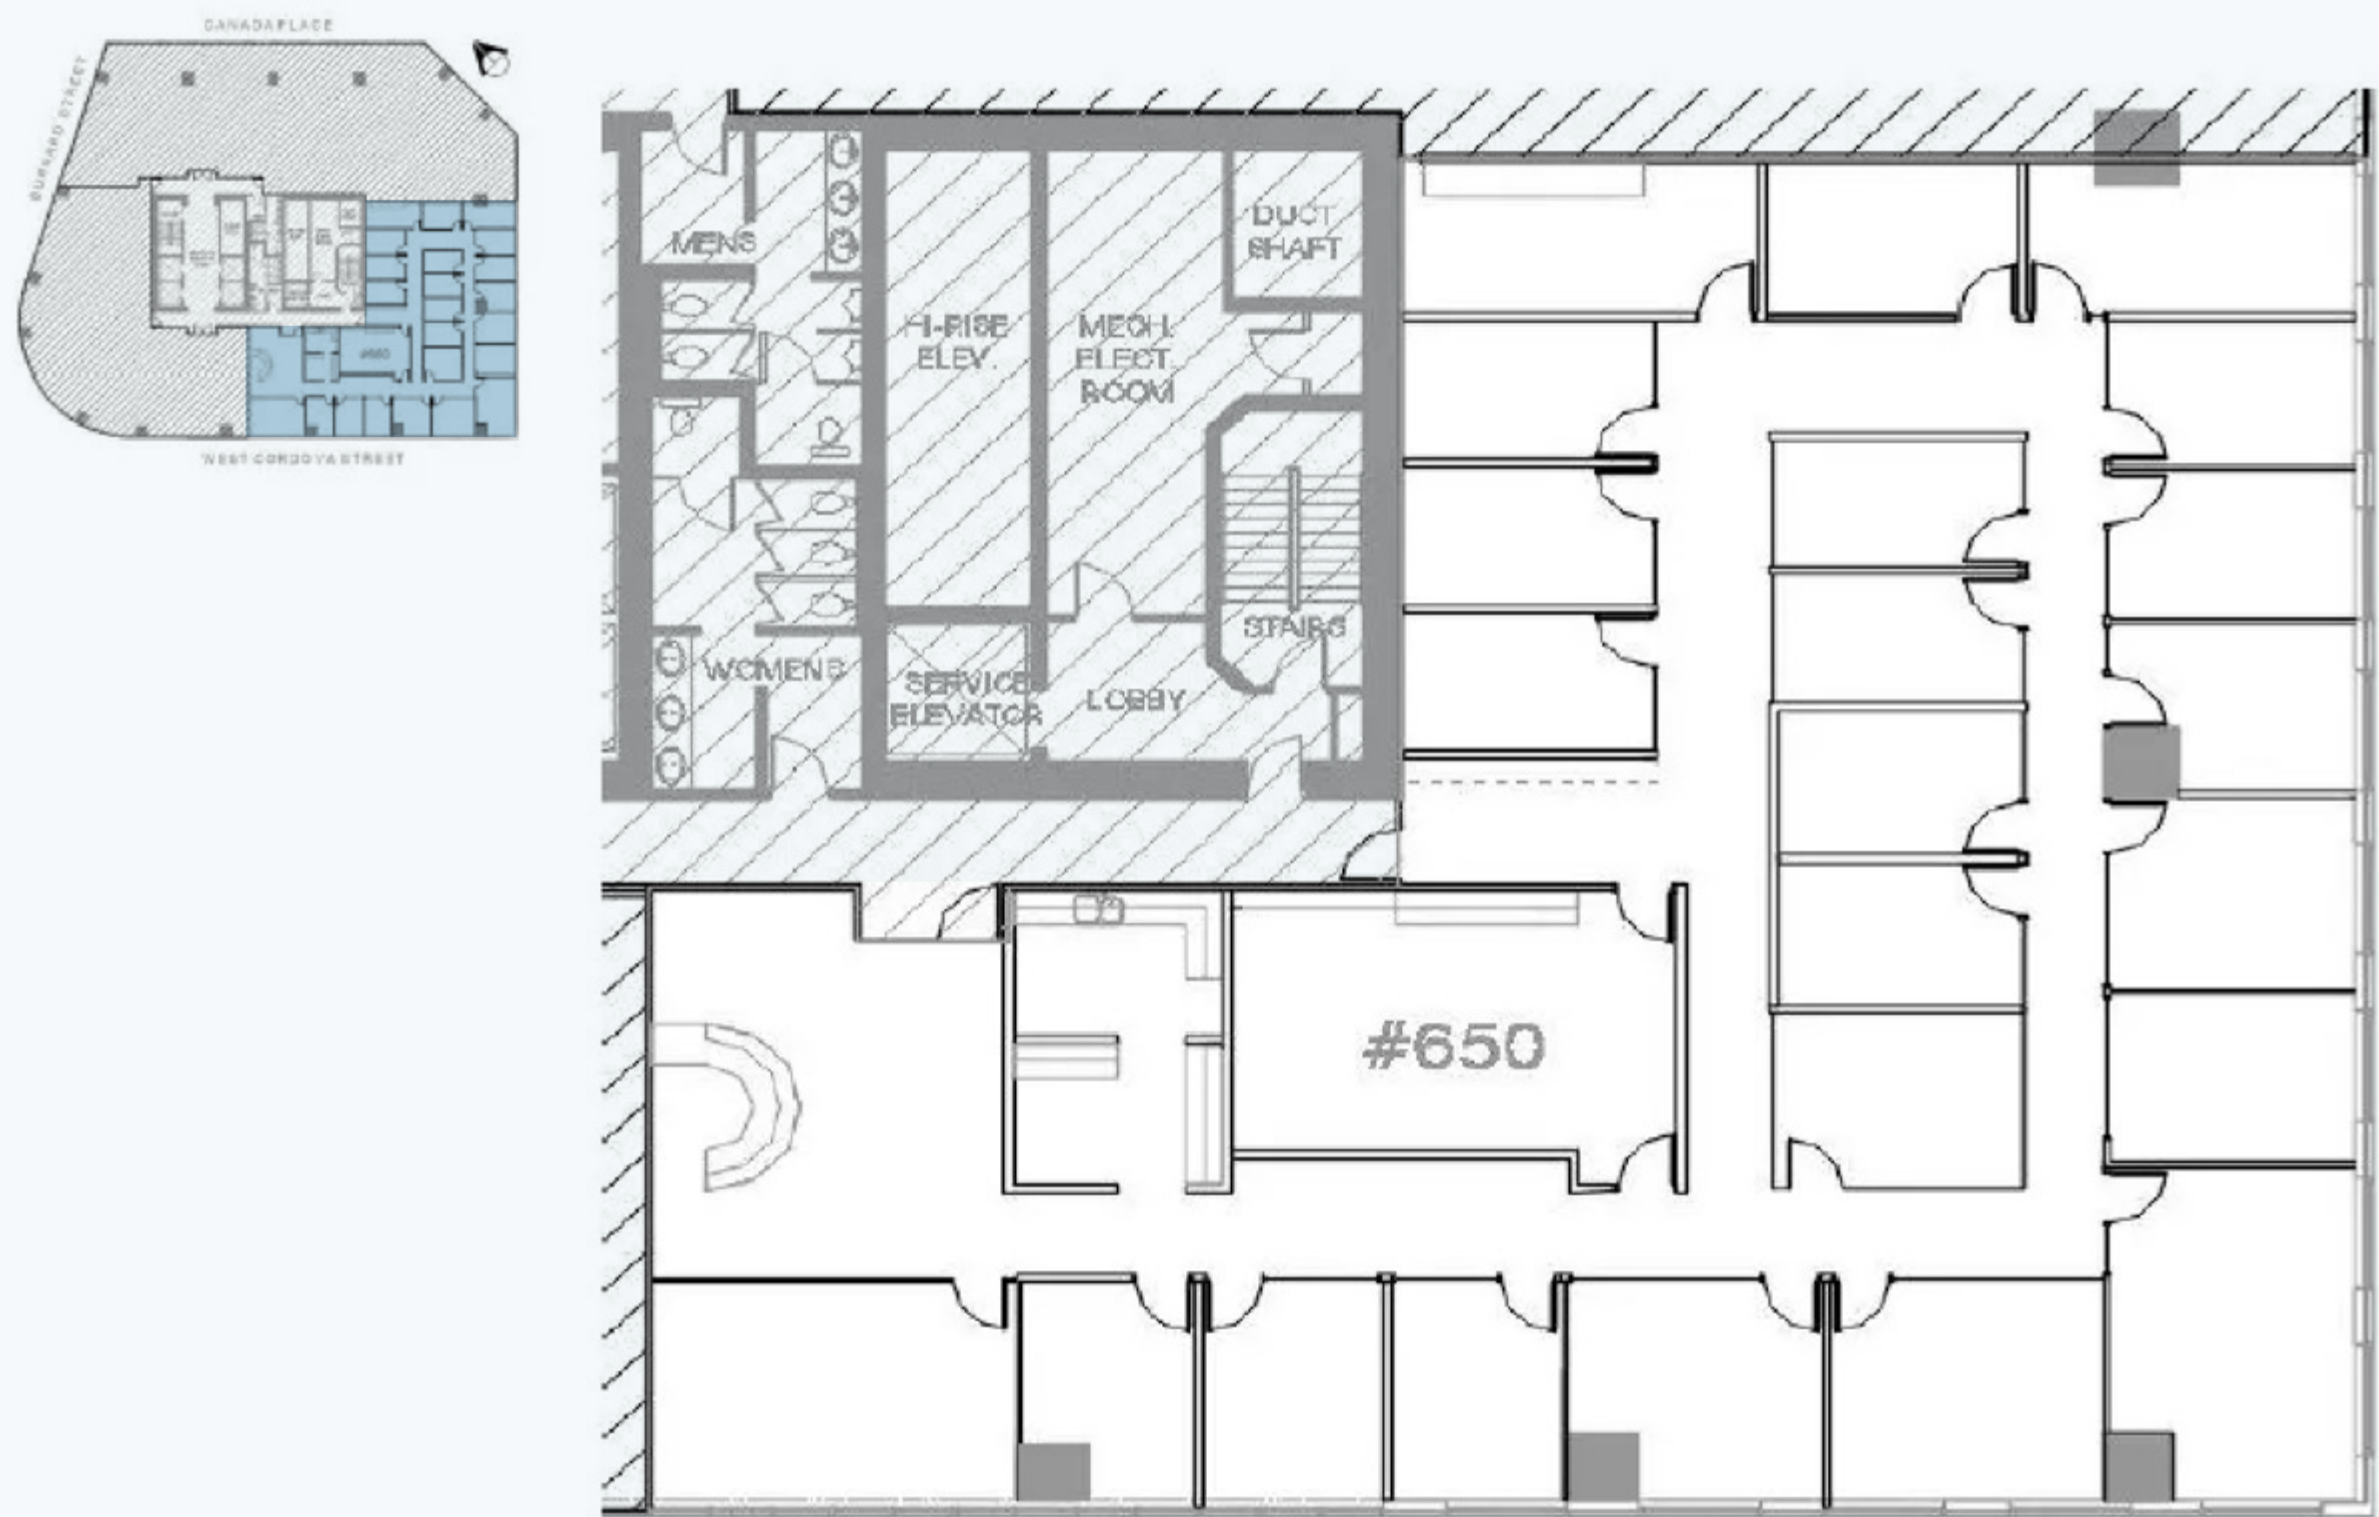 CANADA PLACE
BURRARD STREET
WEST CORDOVA STREET
#650
MENS
HI-RISE
ELEV.
MECH.
ELECT.
ROOM
DUCT
SHAFT
STAIRS
WOMENS
SERVICE
ELEVATOR
LOBBY
#650